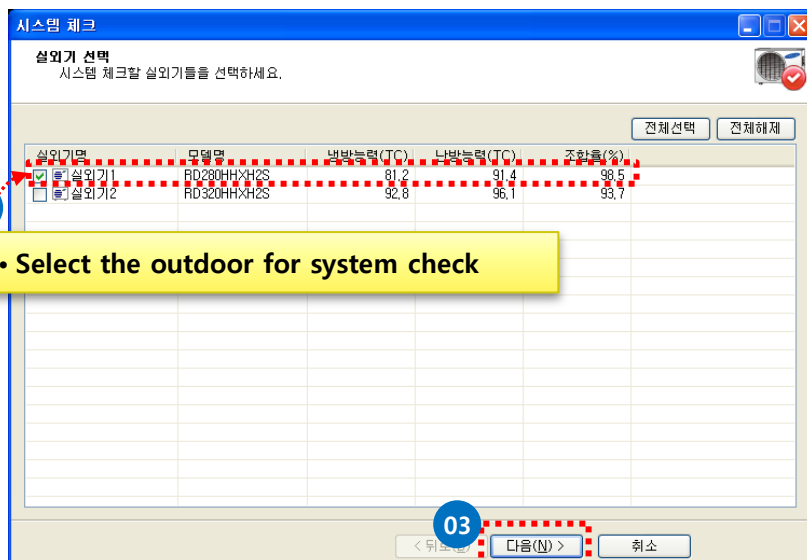 시스템 체크
실외기 선택
시스템 체크할 실외기들을 선택하세요.
전체선택 전체해제
실외기명 모델명 냉방능력(TC) 난방능력(TC) 조합율(%)
실외기1 RD280HHXH2S 81.2 91.4 98.5
실외기2 RD320HHXH2S 92.8 96.1 93.7
• Select the outdoor for system check
03
< 뒤로 다음(N) > 취소